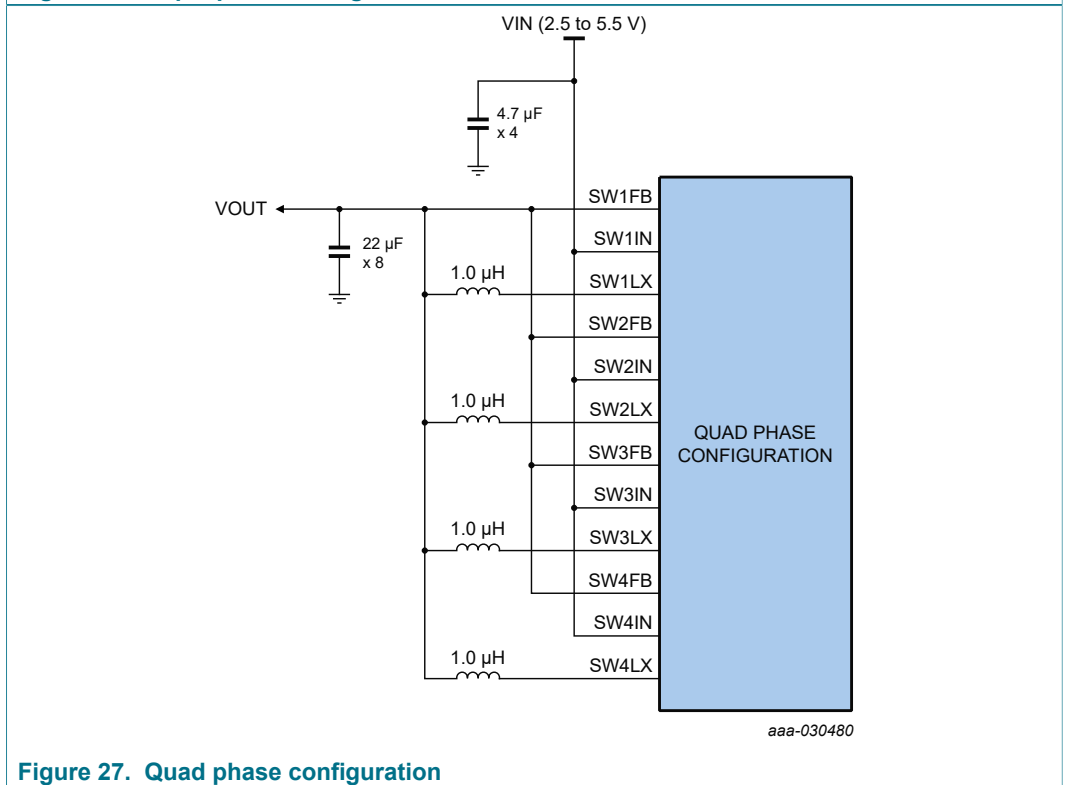 VIN (2.5 to 5.5 V)
4.7 µF
x 4
SW1FB
VOUT
22 µF
x 8
SW1IN
1.0 µH
SW1LX
SW2FB
SW2IN
1.0 µH
SW2LX
QUAD PHASE
CONFIGURATION
SW3FB
SW3IN
1.0 µH
SW3LX
SW4FB
SW4IN
1.0 µH
SW4LX
aaa-030480
Figure 27. Quad phase configuration